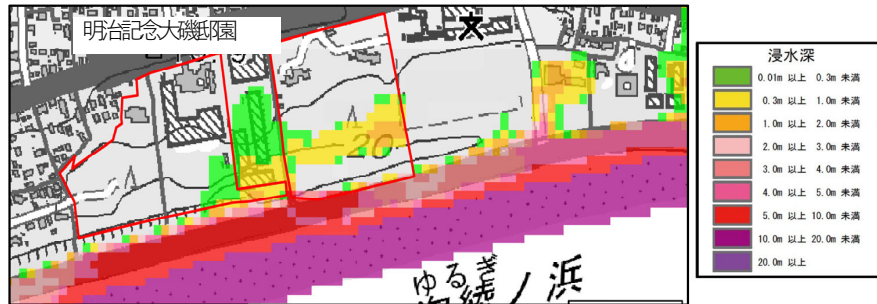 明治記念大磯邸園
20
ゆるぎ
ノ浜
浸水深
0.01m 以上 0.3m 未満
0.3m 以上 1.0m 未満
1.0m 以上 2.0m 未満
2.0m 以上 3.0m 未満
3.0m 以上 4.0m 未満
4.0m 以上 5.0m 未満
5.0m 以上 10.0m 未満
10.0m 以上 20.0m 未満
20.0m 以上